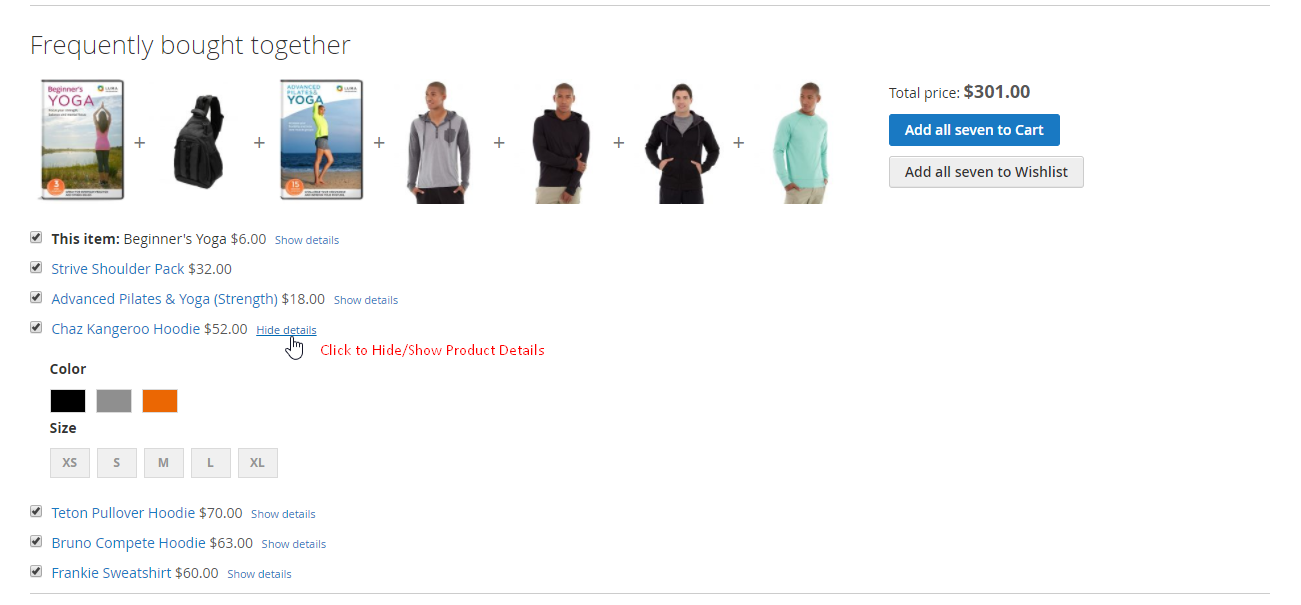 Frequently bought together
Beginner's
YOGA
ADVANCED
PILATES &
YOGA
+ + + + + +
Total price: $301.00
Add all seven to Cart
Add all seven to Wishlist
This item: Beginner's Yoga $6.00 Show details
Strive Shoulder Pack $32.00
Advanced Pilates & Yoga (Strength) $18.00 Show details
Chaz Kangeroo Hoodie $52.00 Hide details
Click to Hide/Show Product Details
Color
Size
XS S M L XL
Teton Pullover Hoodie $70.00 Show details
Bruno Compete Hoodie $63.00 Show details
Frankie Sweatshirt $60.00 Show details